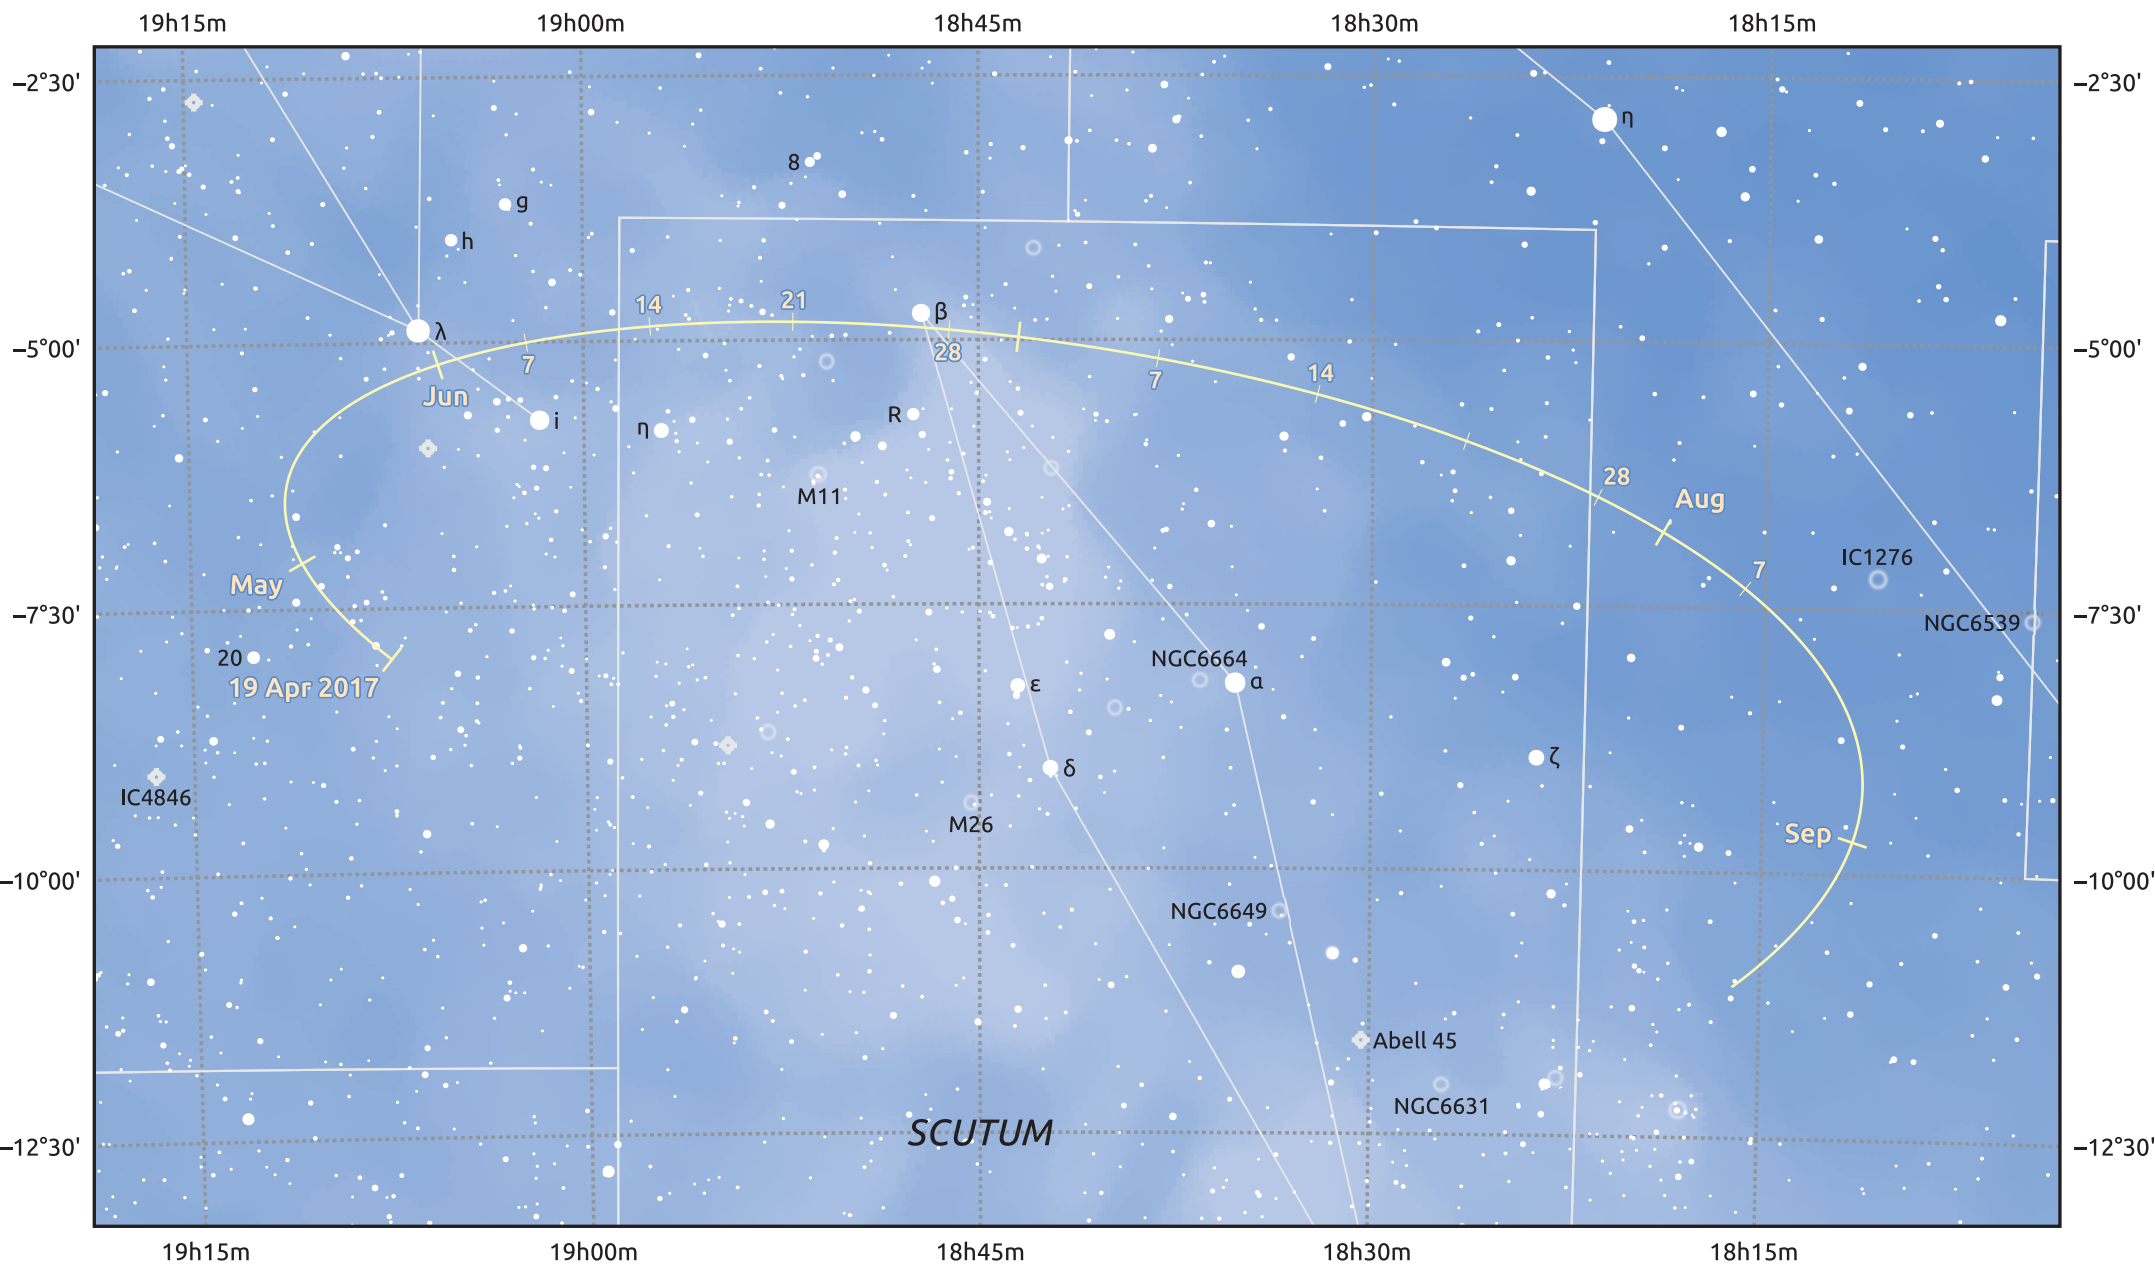 19h15m 19h00m 18h45m 18h30m 18h15m
−2°30' −2°30'
η
8
g
h
14 21
β
λ
−5°00' 28 −5°00'
7 7 14
Jun
R
i η
28
M11 Aug
IC1276
7
May
−7°30' −7°30'
NGC6539
20 NGC6664
19 Apr 2017 ε α
ζ
δ
IC4846
M26 Sep
−10°00' −10°00'
NGC6649
Abell 45
NGC6631
SCUTUM
−12°30' −12°30'
19h15m 19h00m 18h45m 18h30m 18h15m